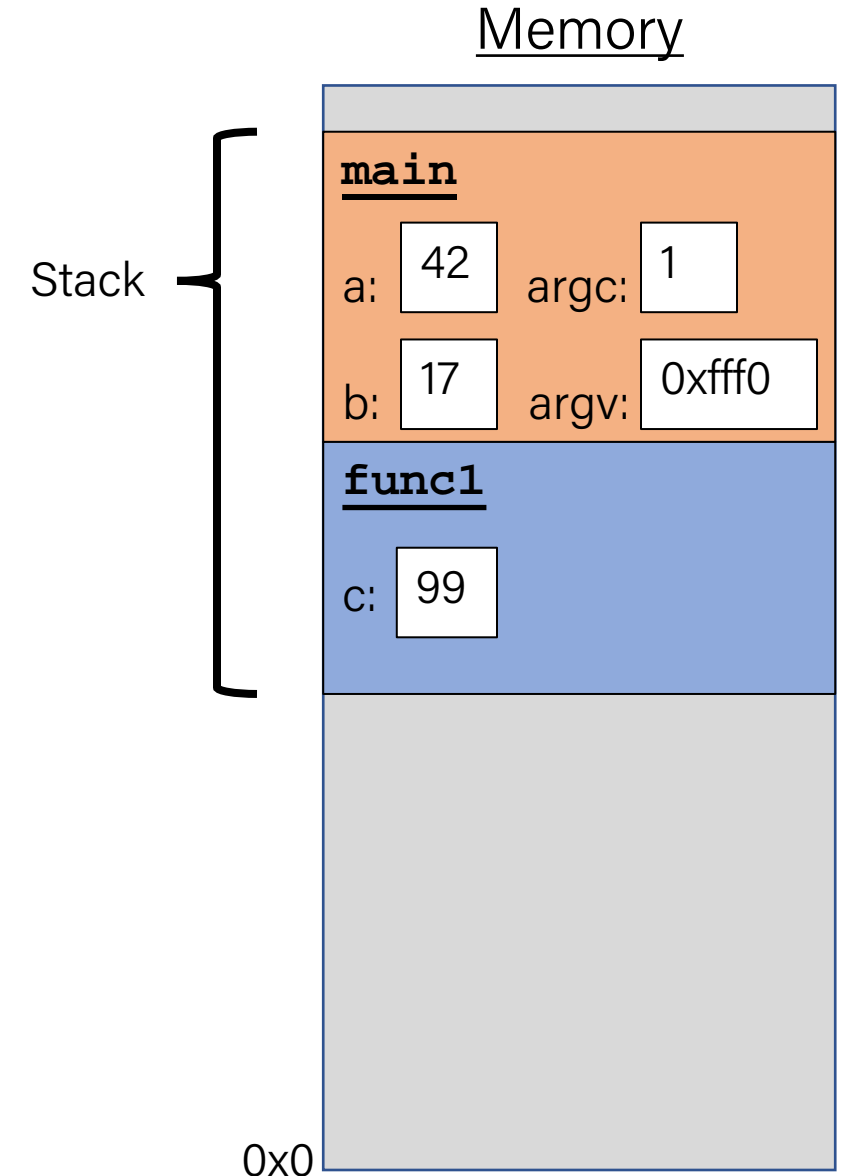 Memory
Stack
main
a: 42 argc: 1
b: 17 argv: 0xfff0
func1
c: 99
0x0